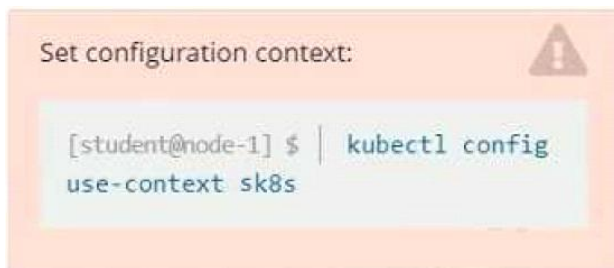 Set configuration context:
[student@node-1] $ | kubectl config
use-context sk8s